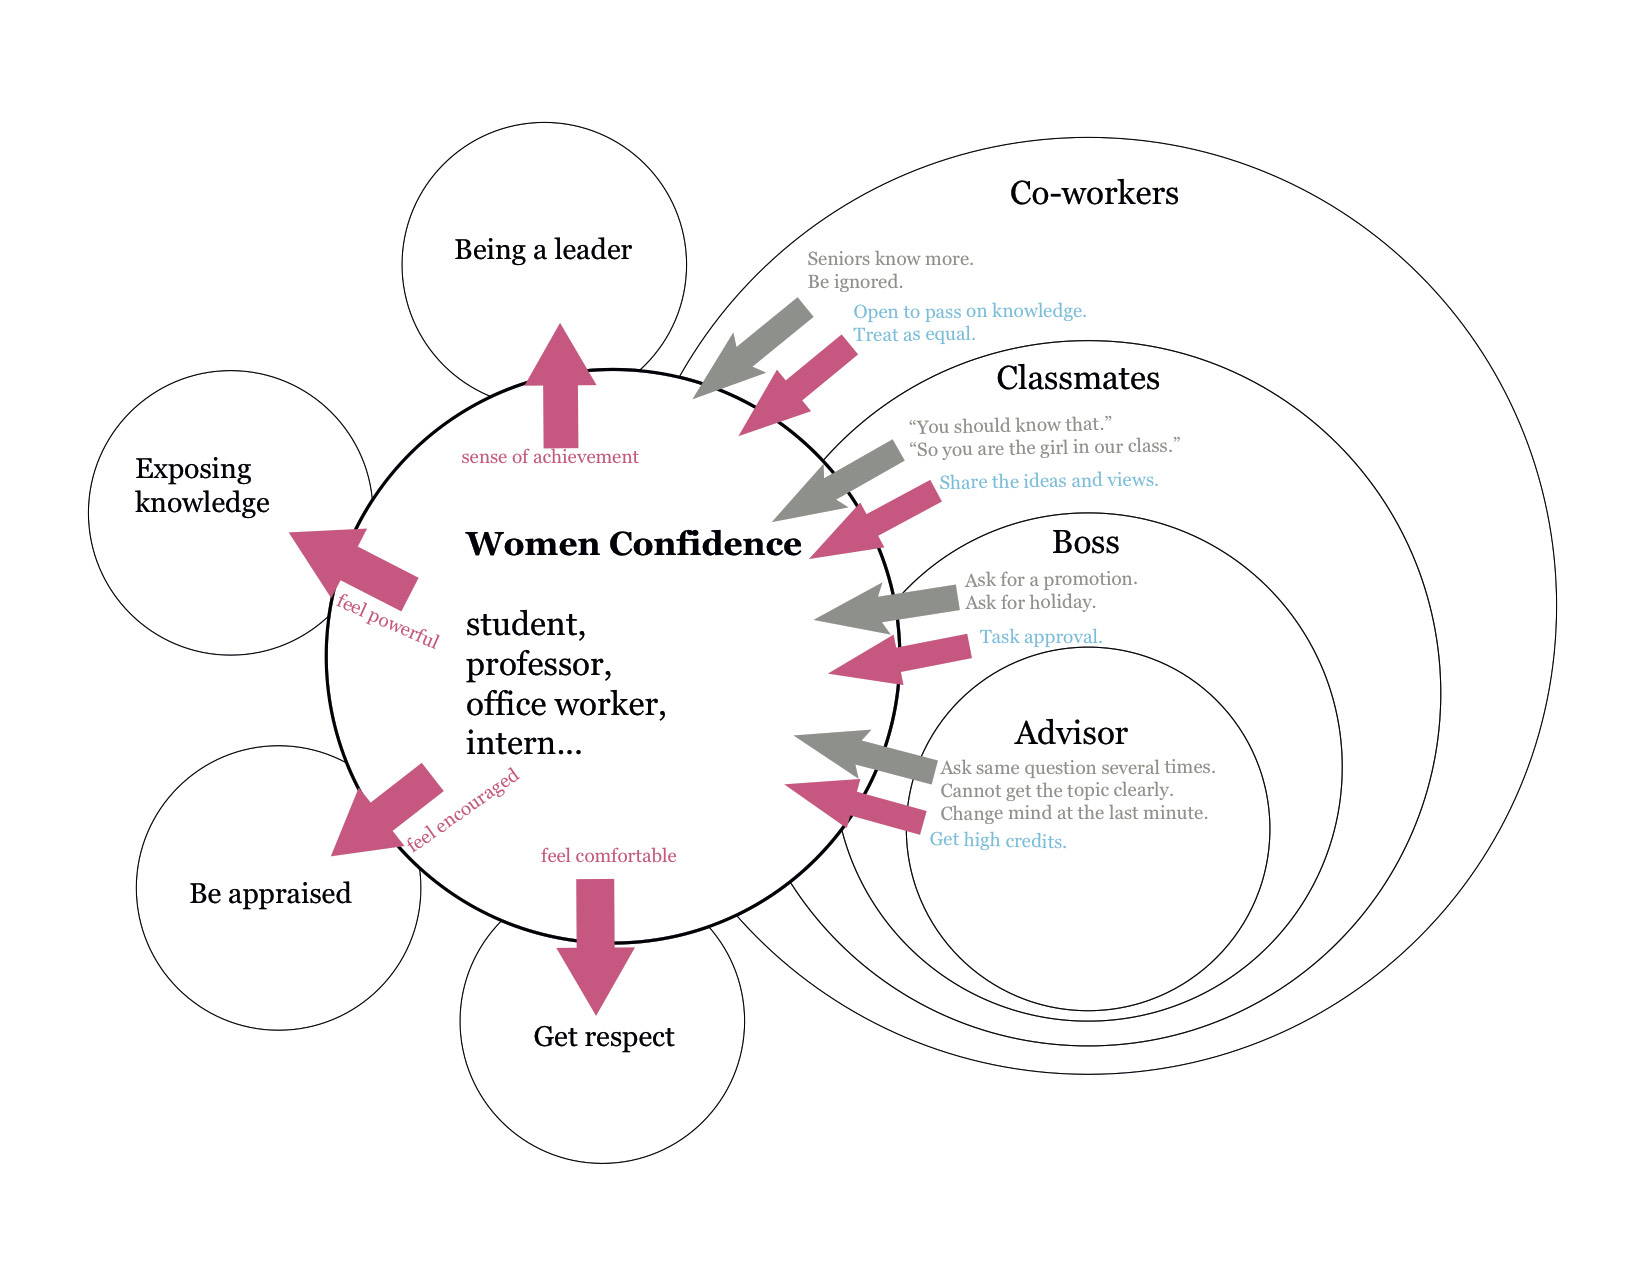 Co-workers
Being a leader
Seniors know more.
Be ignored.
Open to pass on knowledge.
Treat as equal.
Classmates
“You should know that.”
“So you are the girl in our class.”
Share the ideas and views.
sense of achievement
Exposing
knowledge
Women Confidence
Boss
Ask for a promotion.
Ask for holiday.
Task approval.
feel powerful
student,
professor,
office worker,
intern...
Advisor
Ask same question several times.
Cannot get the topic clearly.
Change mind at the last minute.
Get high credits.
feel encouraged
feel comfortable
Be appraised
Get respect